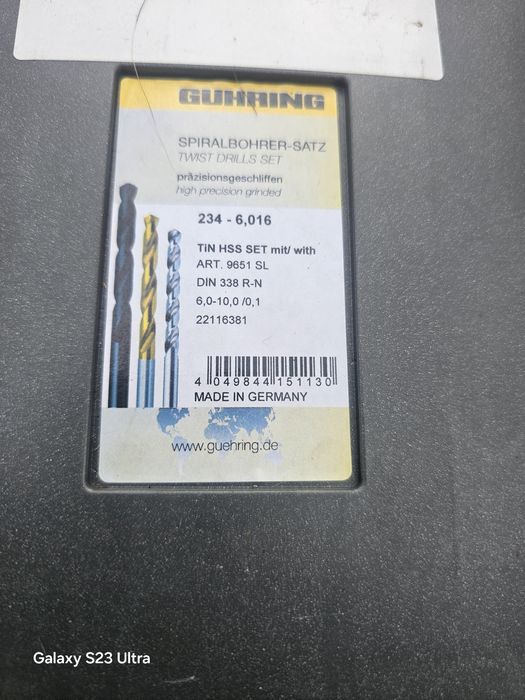 GUHRING
SPIRALBOHRER-SATZ
TWIST DRILLS SET
präzisionsgeschliffen
high precision grinded
234 - 6,016
TiN HSS SET mit/ with
ART. 9651 SL
DIN 338 R-N
6,0-10,0 /0,1
22116381
4 049844 151130
MADE IN GERMANY
www.guehring.de
Galaxy S23 Ultra